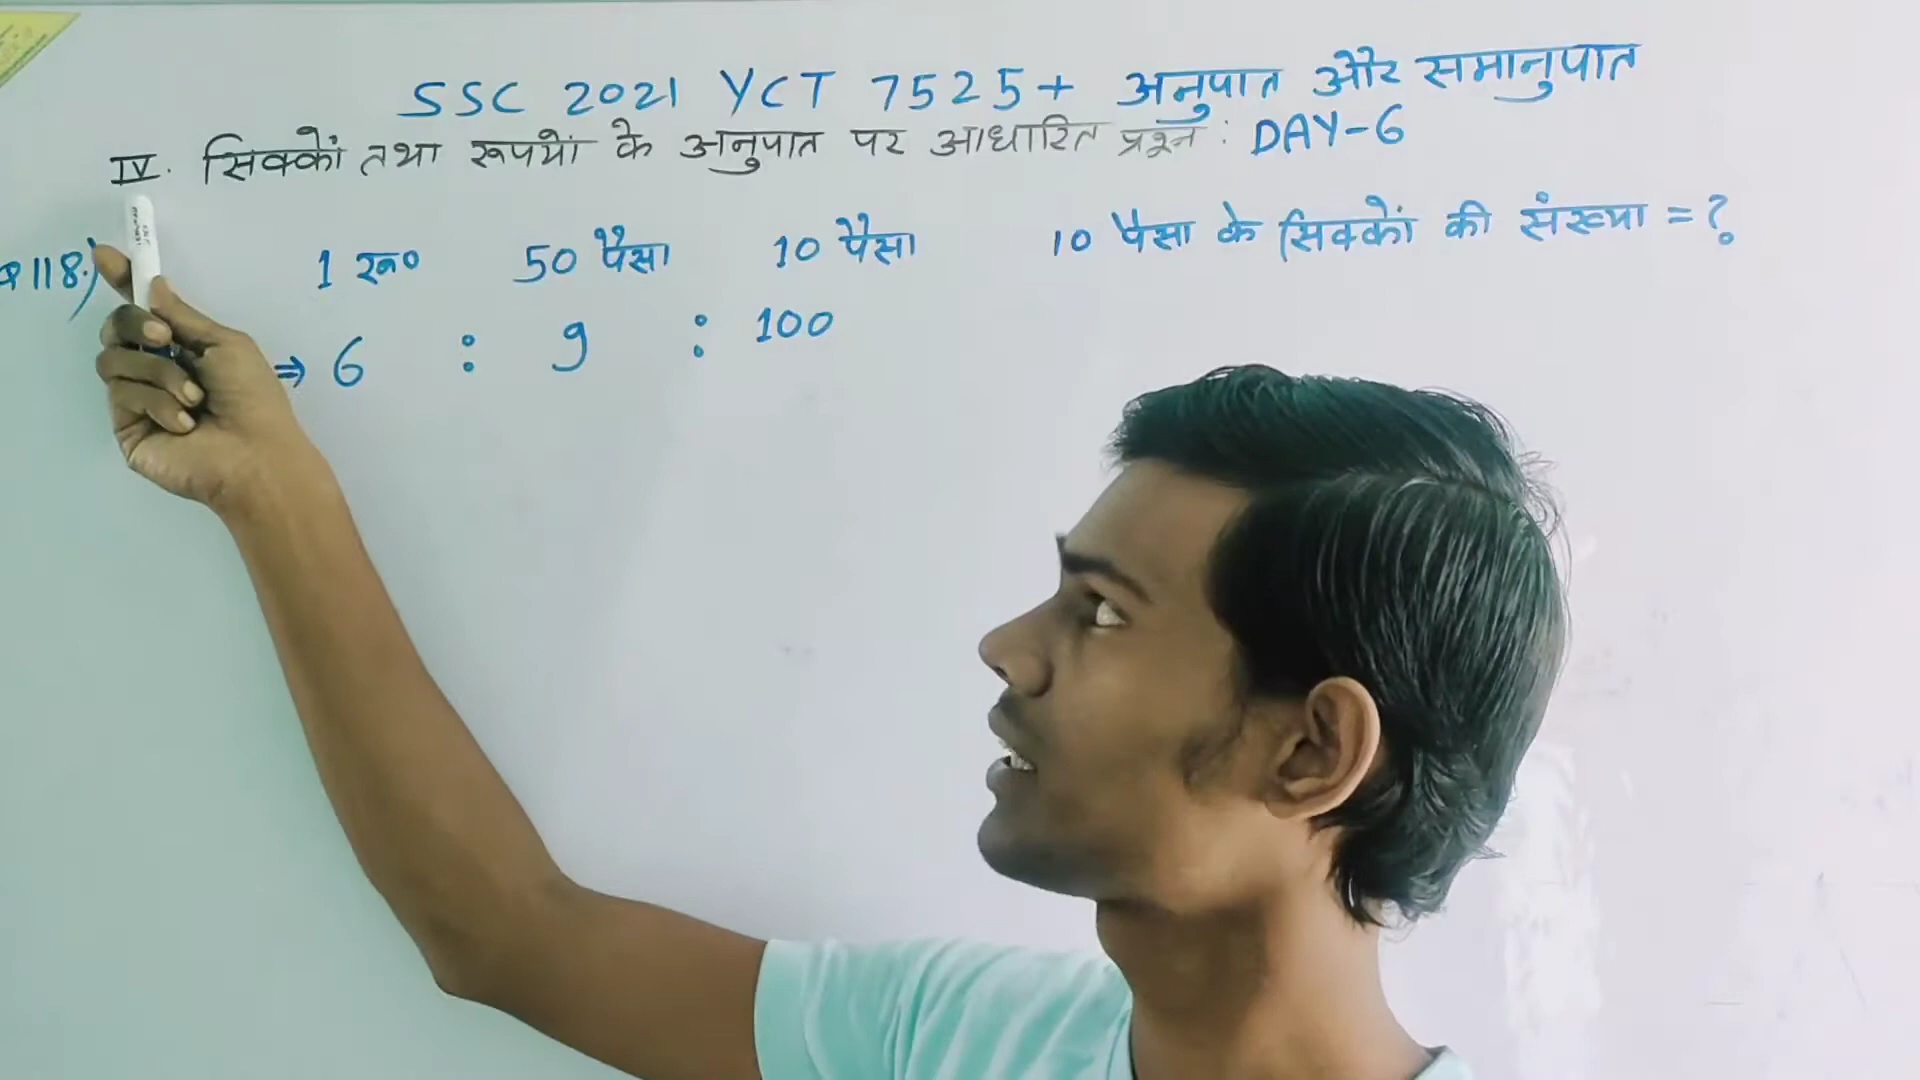 SSC 2021 YCT 7525+ अनुपात और समानुपात
IV. सिक्कों तथा रूपयों के अनुपात पर आधारित प्रश्न : DAY-6
118.) 1 रू० 50 पैसा 10 पैसा 10 पैसा के सिक्कों की संख्या = ?
⇒ 6 : 9 : 100